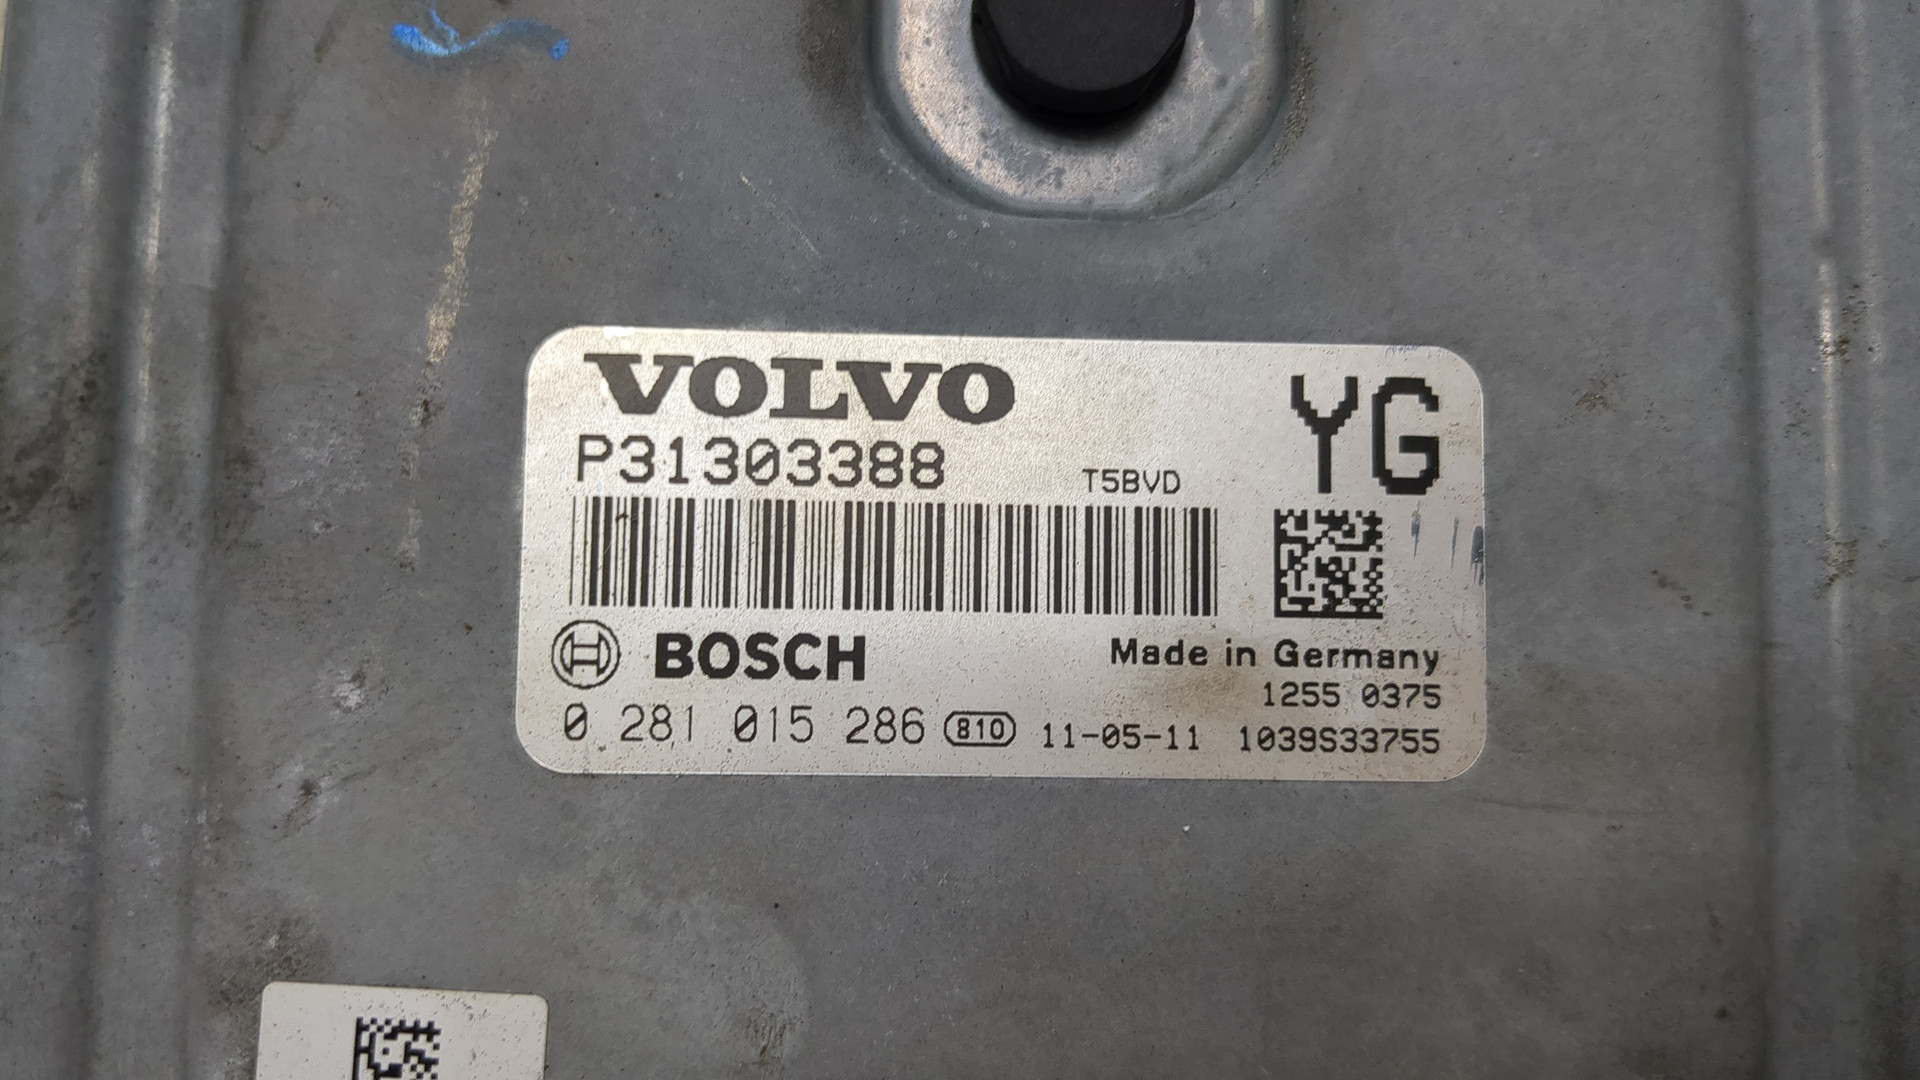 VOLVO
YG
P31303388
T5BVD
BOSCH
Made in Germany
1255 0375
0 281 015 286 810 11-05-11 1039S33755